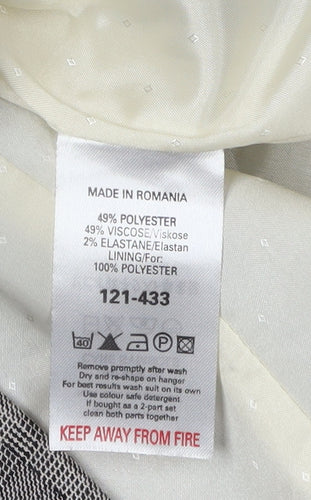 MADE IN ROMANIA
49% POLYESTER
49% VISCOSE/Viskose
2% ELASTANE/Elastan
LINING/For:
100% POLYESTER
121-433
40 P
Remove promptly after wash
Dry and re-shape on hanger
For best results wash suit on its own
Use colour safe detergent
If bought as a 2-part set
clean both parts together
KEEP AWAY FROM FIRE